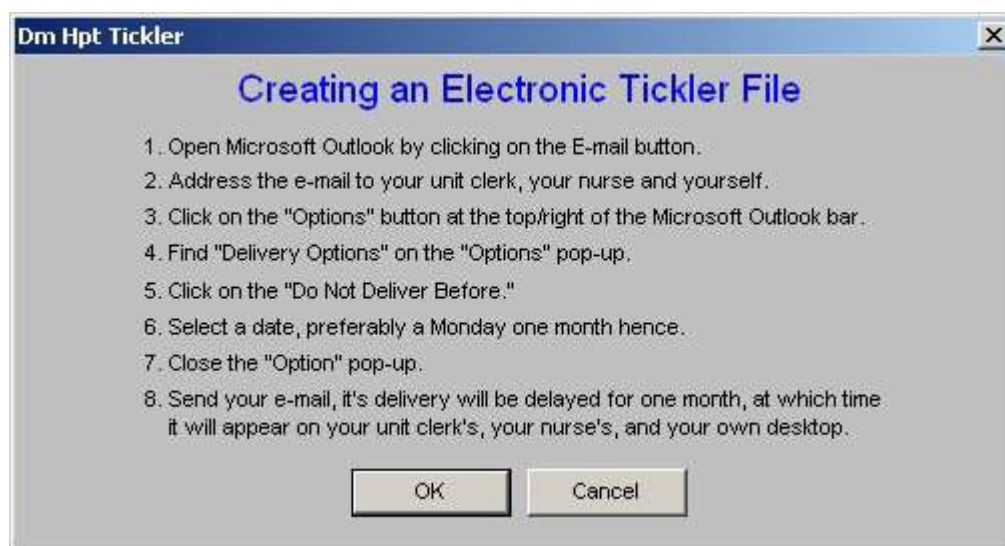 Dm Hpt Tickler
Creating an Electronic Tickler File
1. Open Microsoft Outlook by clicking on the E-mail button.
2. Address the e-mail to your unit clerk, your nurse and yourself.
3. Click on the "Options" button at the top/right of the Microsoft Outlook bar.
4. Find "Delivery Options" on the "Options" pop-up.
5. Click on the "Do Not Deliver Before."
6. Select a date, preferably a Monday one month hence.
7. Close the "Option" pop-up.
8. Send your e-mail, it's delivery will be delayed for one month, at which time
it will appear on your unit clerk's, your nurse's, and your own desktop.
OK Cancel